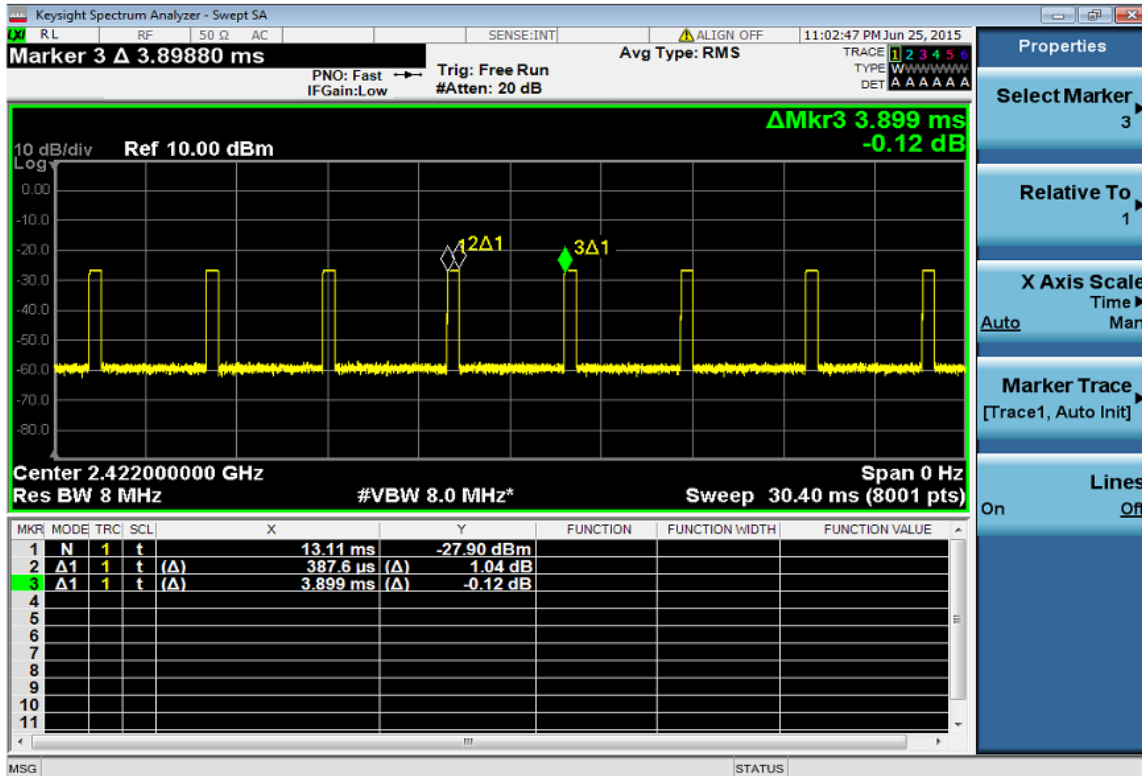 Keysight Spectrum Analyzer - Swept SA
LXI RL RF 50 Ω AC SENSE:INT ALIGN OFF 11:02:47 PM Jun 25, 2015
Marker 3 Δ 3.89880 ms
PNO: Fast
IFGain:Low
Trig: Free Run
#Atten: 20 dB
Avg Type: RMS
TRACE 1 2 3 4 5 6
TYPE WWWWWW
DET A A A A A A
ΔMkr3 3.899 ms
-0.12 dB
10 dB/div Ref 10.00 dBm
Log
0.00
-10.0
-20.0
-30.0
-40.0
-50.0
-60.0
-70.0
-80.0
1 2Δ1
3Δ1
Center 2.422000000 GHz Span 0 Hz
Res BW 8 MHz #VBW 8.0 MHz* Sweep 30.40 ms (8001 pts)
MKR MODE TRC SCL X Y FUNCTION FUNCTION WIDTH FUNCTION VALUE
1 N 1 t 13.11 ms -27.90 dBm
2 Δ1 1 t (Δ) 387.6 µs (Δ) 1.04 dB
3 Δ1 1 t (Δ) 3.899 ms (Δ) -0.12 dB
4
5
6
7
8
9
10
11
MSG STATUS
Properties
Select Marker
3
Relative To
1
X Axis Scale
Time
Auto Man
Marker Trace
[Trace1, Auto Init]
Lines
On Off